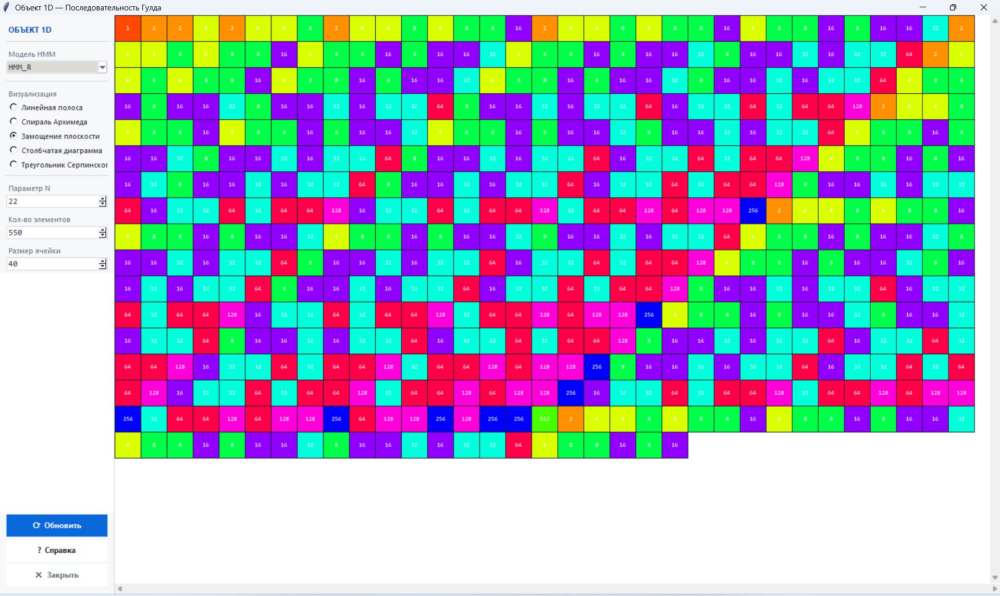 Объект 1D — Последовательность Гулда
ОБЪЕКТ 1D
Модель НММ
HMM_R
Визуализация
Линейная полоса
Спираль Архимеда
Замощение плоскости
Столбчатая диаграмма
Треугольник Серпинског
Параметр N
22
Кол-во элементов
550
Размер ячейки
40
⟳ Обновить
? Справка
✕ Закрыть
1 2 2 4 2 4 4 8 2 4 4 8 4 8 8 16 2 4 4 8 4 8 8 16 4 8 8 16 8 16 16 32 2
4 4 8 4 8 8 16 4 8 8 16 8 16 16 32 4 8 8 16 8 16 16 32 8 16 16 32 16 32 32 64 2 4
4 8 4 8 8 16 4 8 8 16 8 16 16 32 4 8 8 16 8 16 16 32 8 16 16 32 16 32 32 64 4 8 8
16 8 16 16 32 8 16 16 32 16 32 32 64 8 16 16 32 16 32 32 64 16 32 32 64 32 64 64 128 2 4 4 8
4 8 8 16 4 8 8 16 8 16 16 32 4 8 8 16 8 16 16 32 8 16 16 32 16 32 32 64 4 8 8 16 8
16 16 32 8 16 16 32 16 32 32 64 8 16 16 32 16 32 32 64 16 32 32 64 32 64 64 128 4 8 8 16 8 16
16 32 8 16 16 32 16 32 32 64 8 16 16 32 16 32 32 64 16 32 32 64 32 64 64 128 8 16 16 32 16 32 32
64 16 32 32 64 32 64 64 128 16 32 32 64 32 64 64 128 32 64 64 128 64 128 128 256 2 4 4 8 4 8 8 16
4 8 8 16 8 16 16 32 4 8 8 16 8 16 16 32 8 16 16 32 16 32 32 64 4 8 8 16 8 16 16 32 8
16 16 32 16 32 32 64 8 16 16 32 16 32 32 64 16 32 32 64 32 64 64 128 4 8 8 16 8 16 16 32 8 16
16 32 16 32 32 64 8 16 16 32 16 32 32 64 16 32 32 64 32 64 64 128 8 16 16 32 16 32 32 64 16 32 32
64 32 64 64 128 16 32 32 64 32 64 64 128 32 64 64 128 64 128 128 256 4 8 8 16 8 16 16 32 8 16 16 32
16 32 32 64 8 16 16 32 16 32 32 64 16 32 32 64 32 64 64 128 8 16 16 32 16 32 32 64 16 32 32 64 32
64 64 128 16 32 32 64 32 64 64 128 32 64 64 128 64 128 128 256 8 16 16 32 16 32 32 64 16 32 32 64 32 64
64 128 16 32 32 64 32 64 64 128 32 64 64 128 64 128 128 256 16 32 32 64 32 64 64 128 32 64 64 128 64 128 128
256 32 64 64 128 64 128 128 256 64 128 128 256 128 256 256 512 2 4 4 8 4 8 8 16 4 8 8 16 8 16 16 32
4 8 8 16 8 16 16 32 8 16 16 32 16 32 32 64 4 8 8 16 8 16